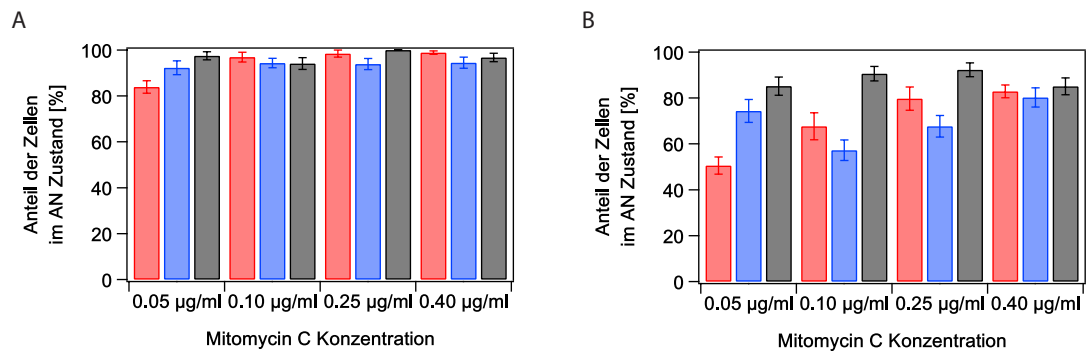 A
Anteil der Zellen
im AN Zustand [%]
100
80
60
40
20
0
0.05 µg/ml 0.10 µg/ml 0.25 µg/ml 0.40 µg/ml
Mitomycin C Konzentration
B
Anteil der Zellen
im AN Zustand [%]
100
80
60
40
20
0
0.05 µg/ml 0.10 µg/ml 0.25 µg/ml 0.40 µg/ml
Mitomycin C Konzentration